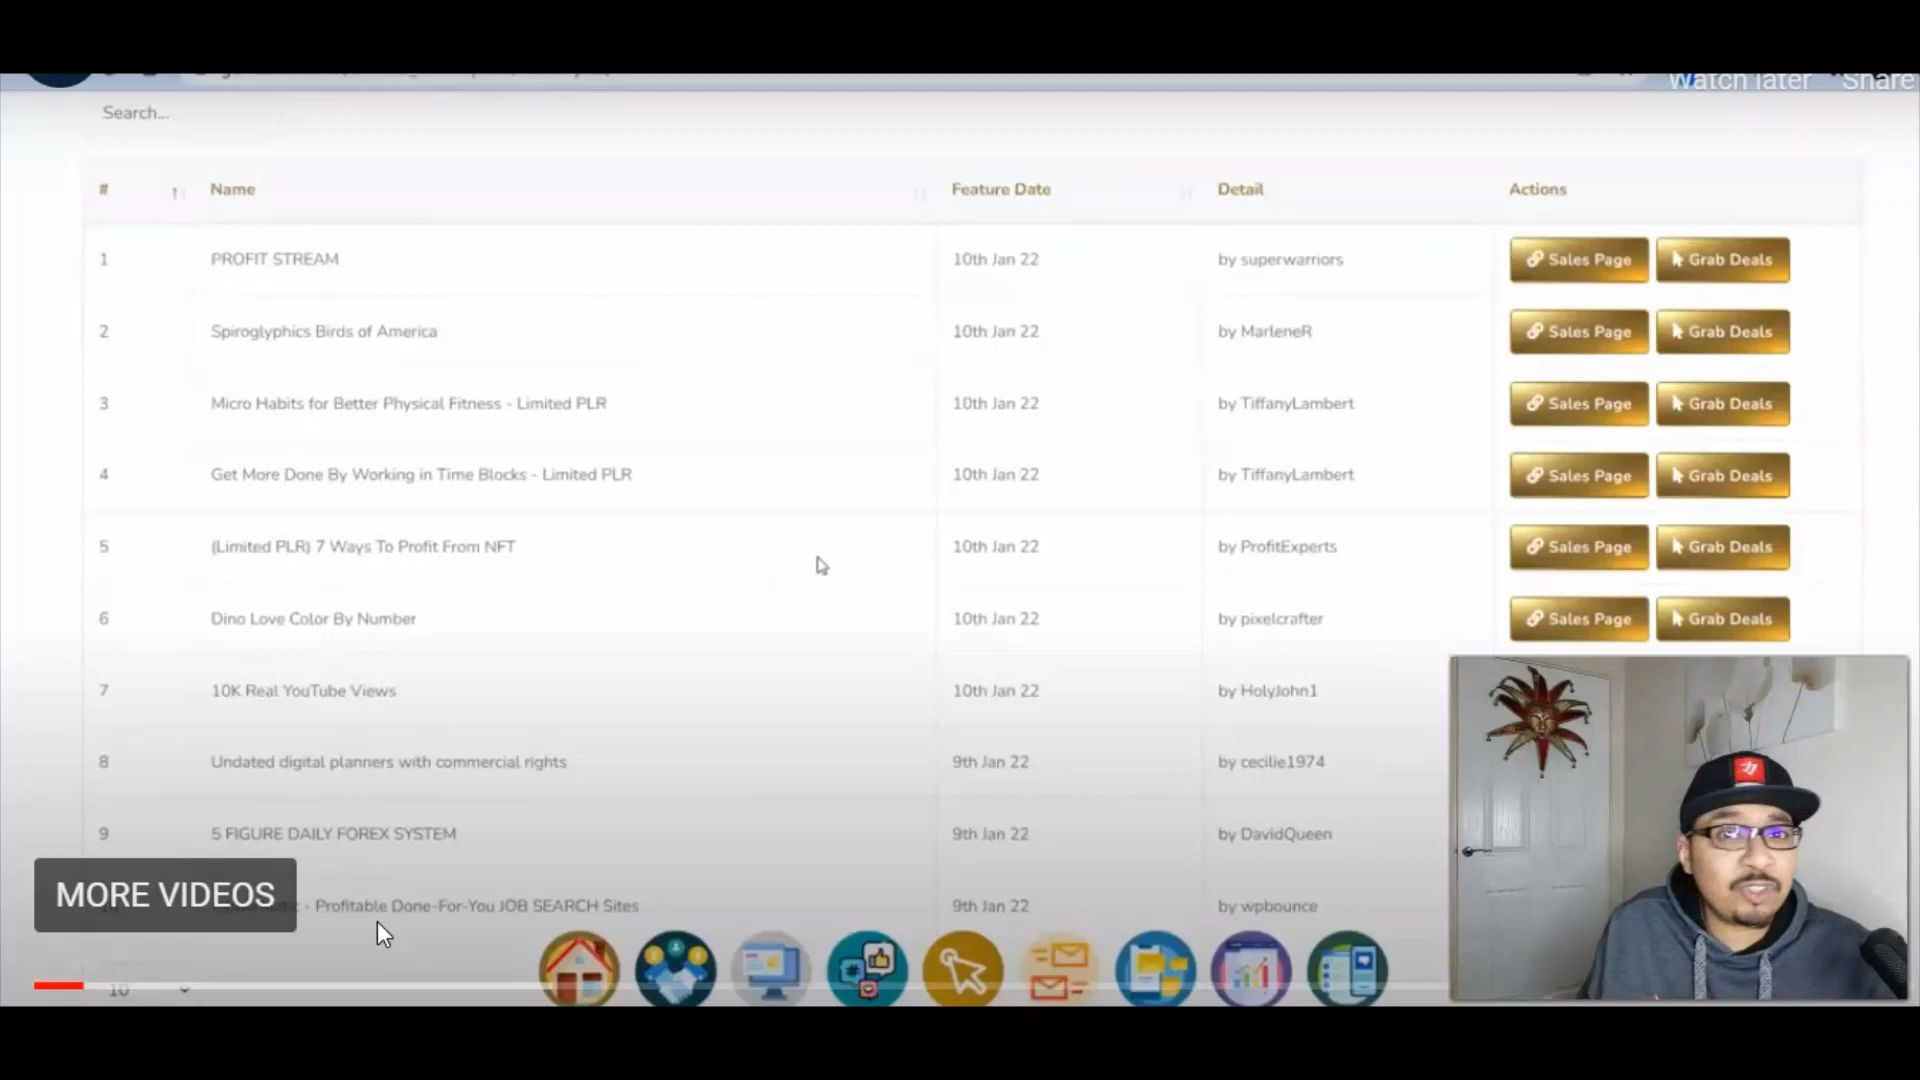 Watch later Share
Search...
# Name Feature Date Detail Actions
1 PROFIT STREAM 10th Jan 22 by superwarriors Sales Page Grab Deals
2 Spiroglyphics Birds of America 10th Jan 22 by MarleneR Sales Page Grab Deals
3 Micro Habits for Better Physical Fitness - Limited PLR 10th Jan 22 by TiffanyLambert Sales Page Grab Deals
4 Get More Done By Working in Time Blocks - Limited PLR 10th Jan 22 by TiffanyLambert Sales Page Grab Deals
5 (Limited PLR) 7 Ways To Profit From NFT 10th Jan 22 by ProfitExperts Sales Page Grab Deals
6 Dino Love Color By Number 10th Jan 22 by pixelcrafter Sales Page Grab Deals
7 10K Real YouTube Views 10th Jan 22 by HolyJohn1
8 Undated digital planners with commercial rights 9th Jan 22 by cecilie1974
9 5 FIGURE DAILY FOREX SYSTEM 9th Jan 22 by DavidQueen
- Profitable Done-For-You JOB SEARCH Sites 9th Jan 22 by wpbounce
MORE VIDEOS
10